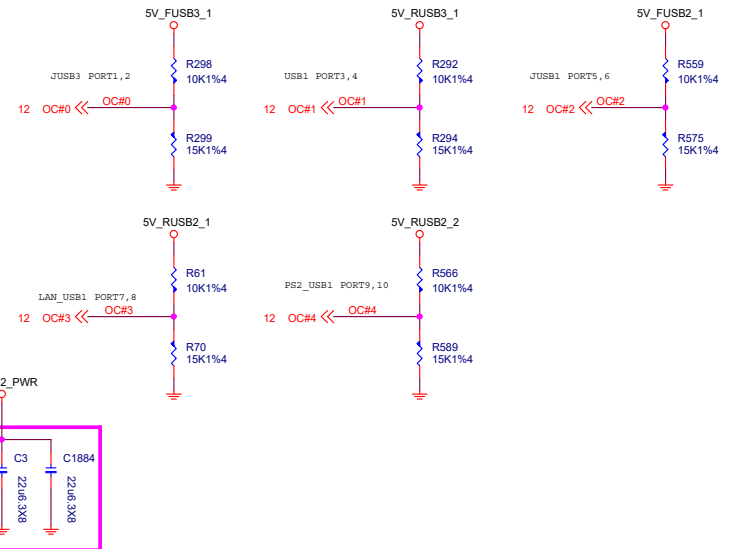 5V_FUSB3_1
R298
10K1%4
JUSB3 PORT1,2
12 OC#0 OC#0
R299
15K1%4
5V_RUSB3_1
R292
10K1%4
USB1 PORT3,4
12 OC#1 OC#1
R294
15K1%4
5V_FUSB2_1
R559
10K1%4
JUSB1 PORT5,6
12 OC#2 OC#2
R575
15K1%4
5V_RUSB2_1
R61
10K1%4
LAN_USB1 PORT7,8
12 OC#3 OC#3
R70
15K1%4
5V_RUSB2_2
R566
10K1%4
PS2_USB1 PORT9,10
12 OC#4 OC#4
R589
15K1%4
2_PWR
C3
22u6.3X8
C1884
22u6.3X8